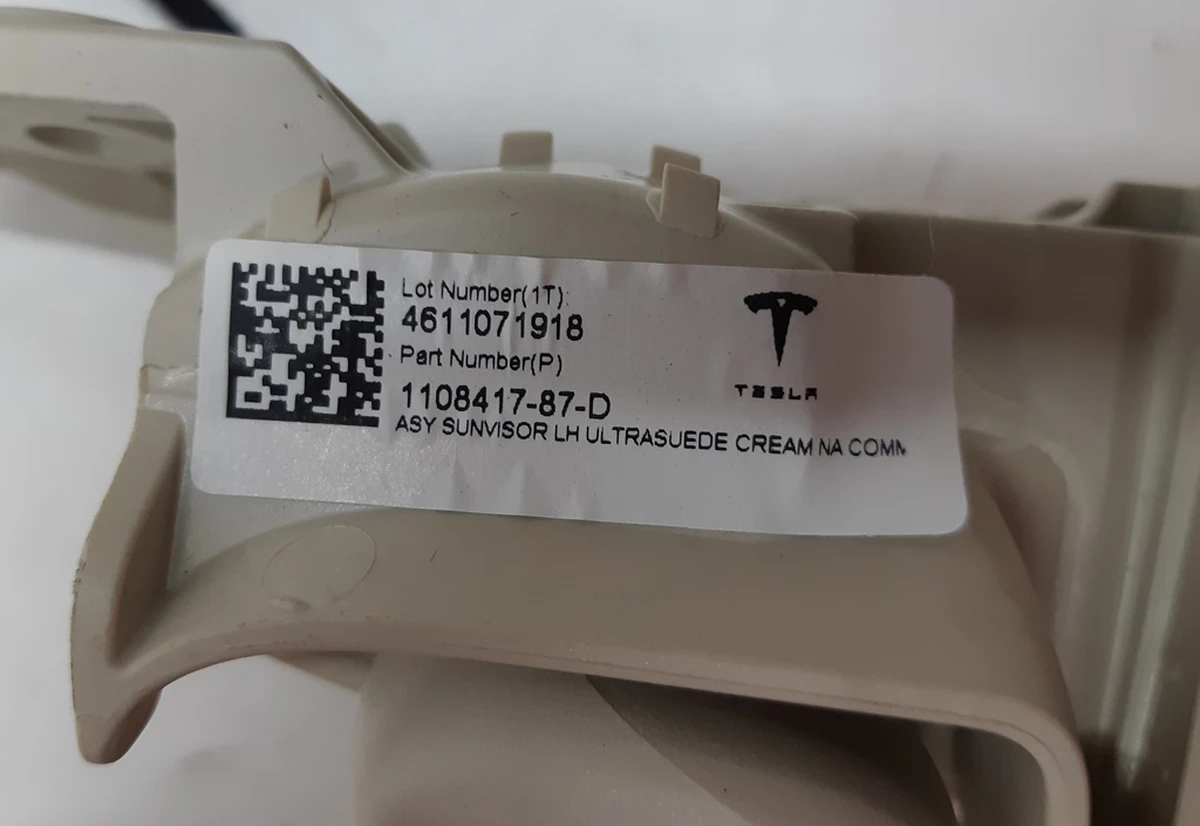 Lot Number(1T):
4611071918
Part Number(P)
1108417-87-D
ASY SUNVISOR LH ULTRASUEDE CREAM NA COMM
TESLA